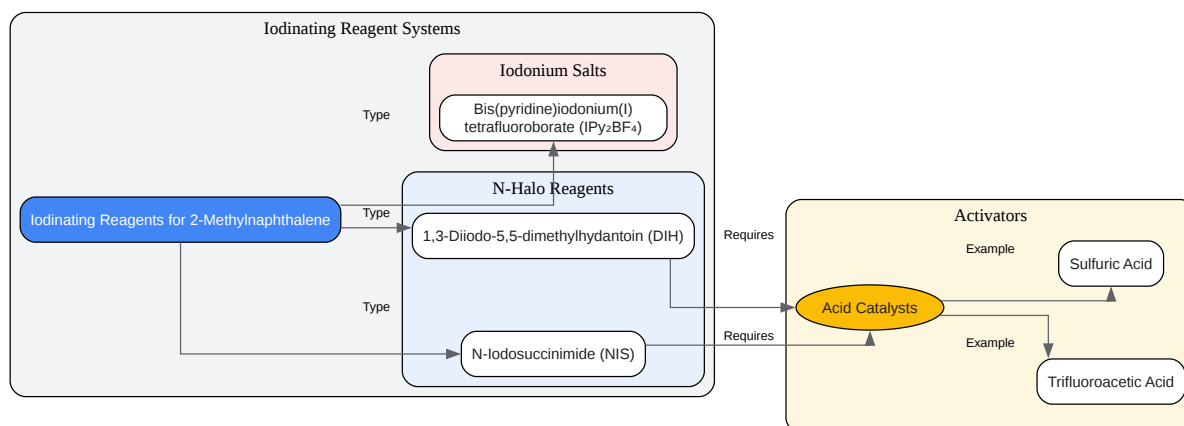 Iodinating Reagent Systems
Iodonium Salts
Bis(pyridine)iodonium(I)
tetrafluoroborate (IPy₂BF₄)
Type
N-Halo Reagents
Iodinating Reagents for 2-Methylnaphthalene
Type
1,3-Diiodo-5,5-dimethylhydantoin (DIH)
Type
N-Iodosuccinimide (NIS)
Requires
Requires
Activators
Example
Sulfuric Acid
Acid Catalysts
Example
Trifluoroacetic Acid